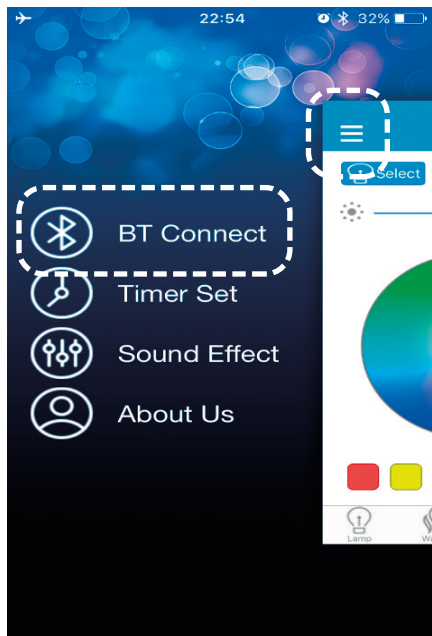 22:54
32%
Select
BT Connect
Timer Set
Sound Effect
About Us
Lamp